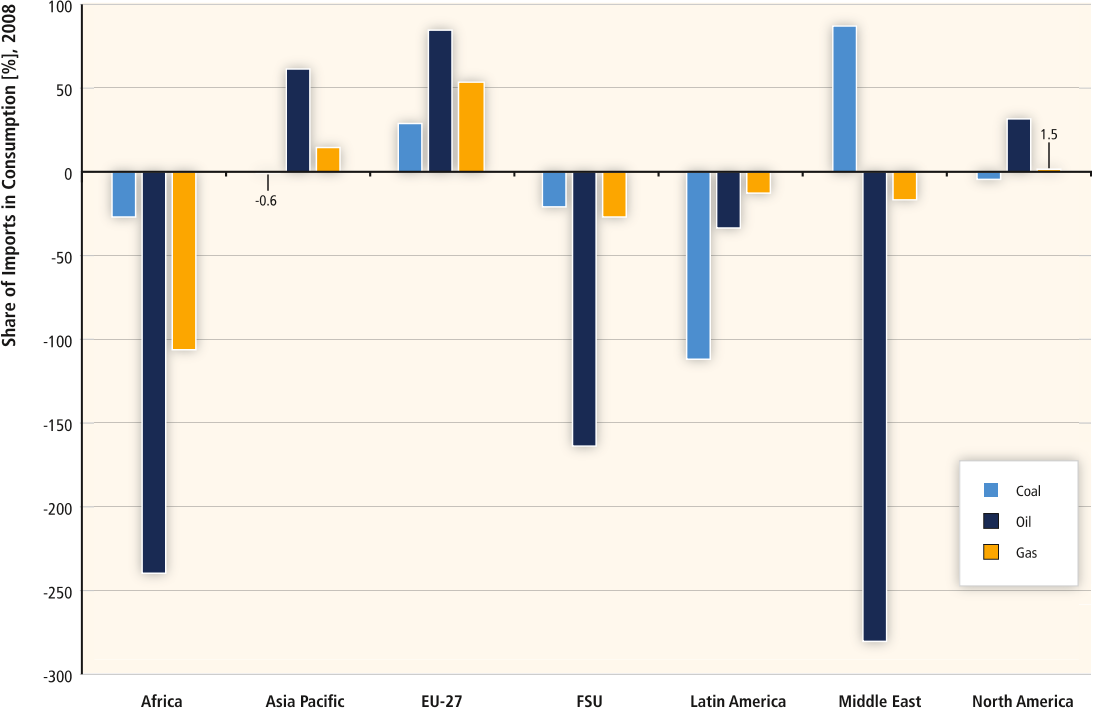 Share of Imports in Consumption [%], 2008
100
50
0
-50
-100
-150
-200
-250
-300
-0.6
1.5
Coal
Oil
Gas
Africa
Asia Pacific
EU-27
FSU
Latin America
Middle East
North America